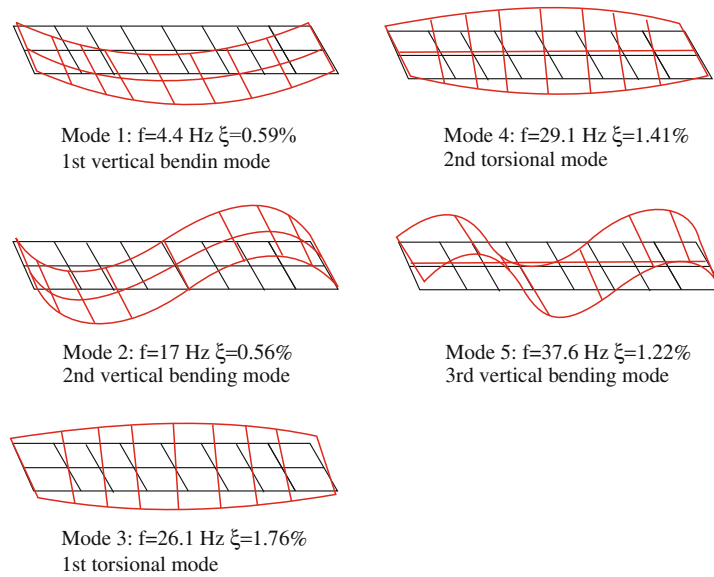 Mode 1: f=4.4 Hz ξ=0.59%
1st vertical bendin mode
Mode 4: f=29.1 Hz ξ=1.41%
2nd torsional mode
Mode 2: f=17 Hz ξ=0.56%
2nd vertical bending mode
Mode 5: f=37.6 Hz ξ=1.22%
3rd vertical bending mode
Mode 3: f=26.1 Hz ξ=1.76%
1st torsional mode